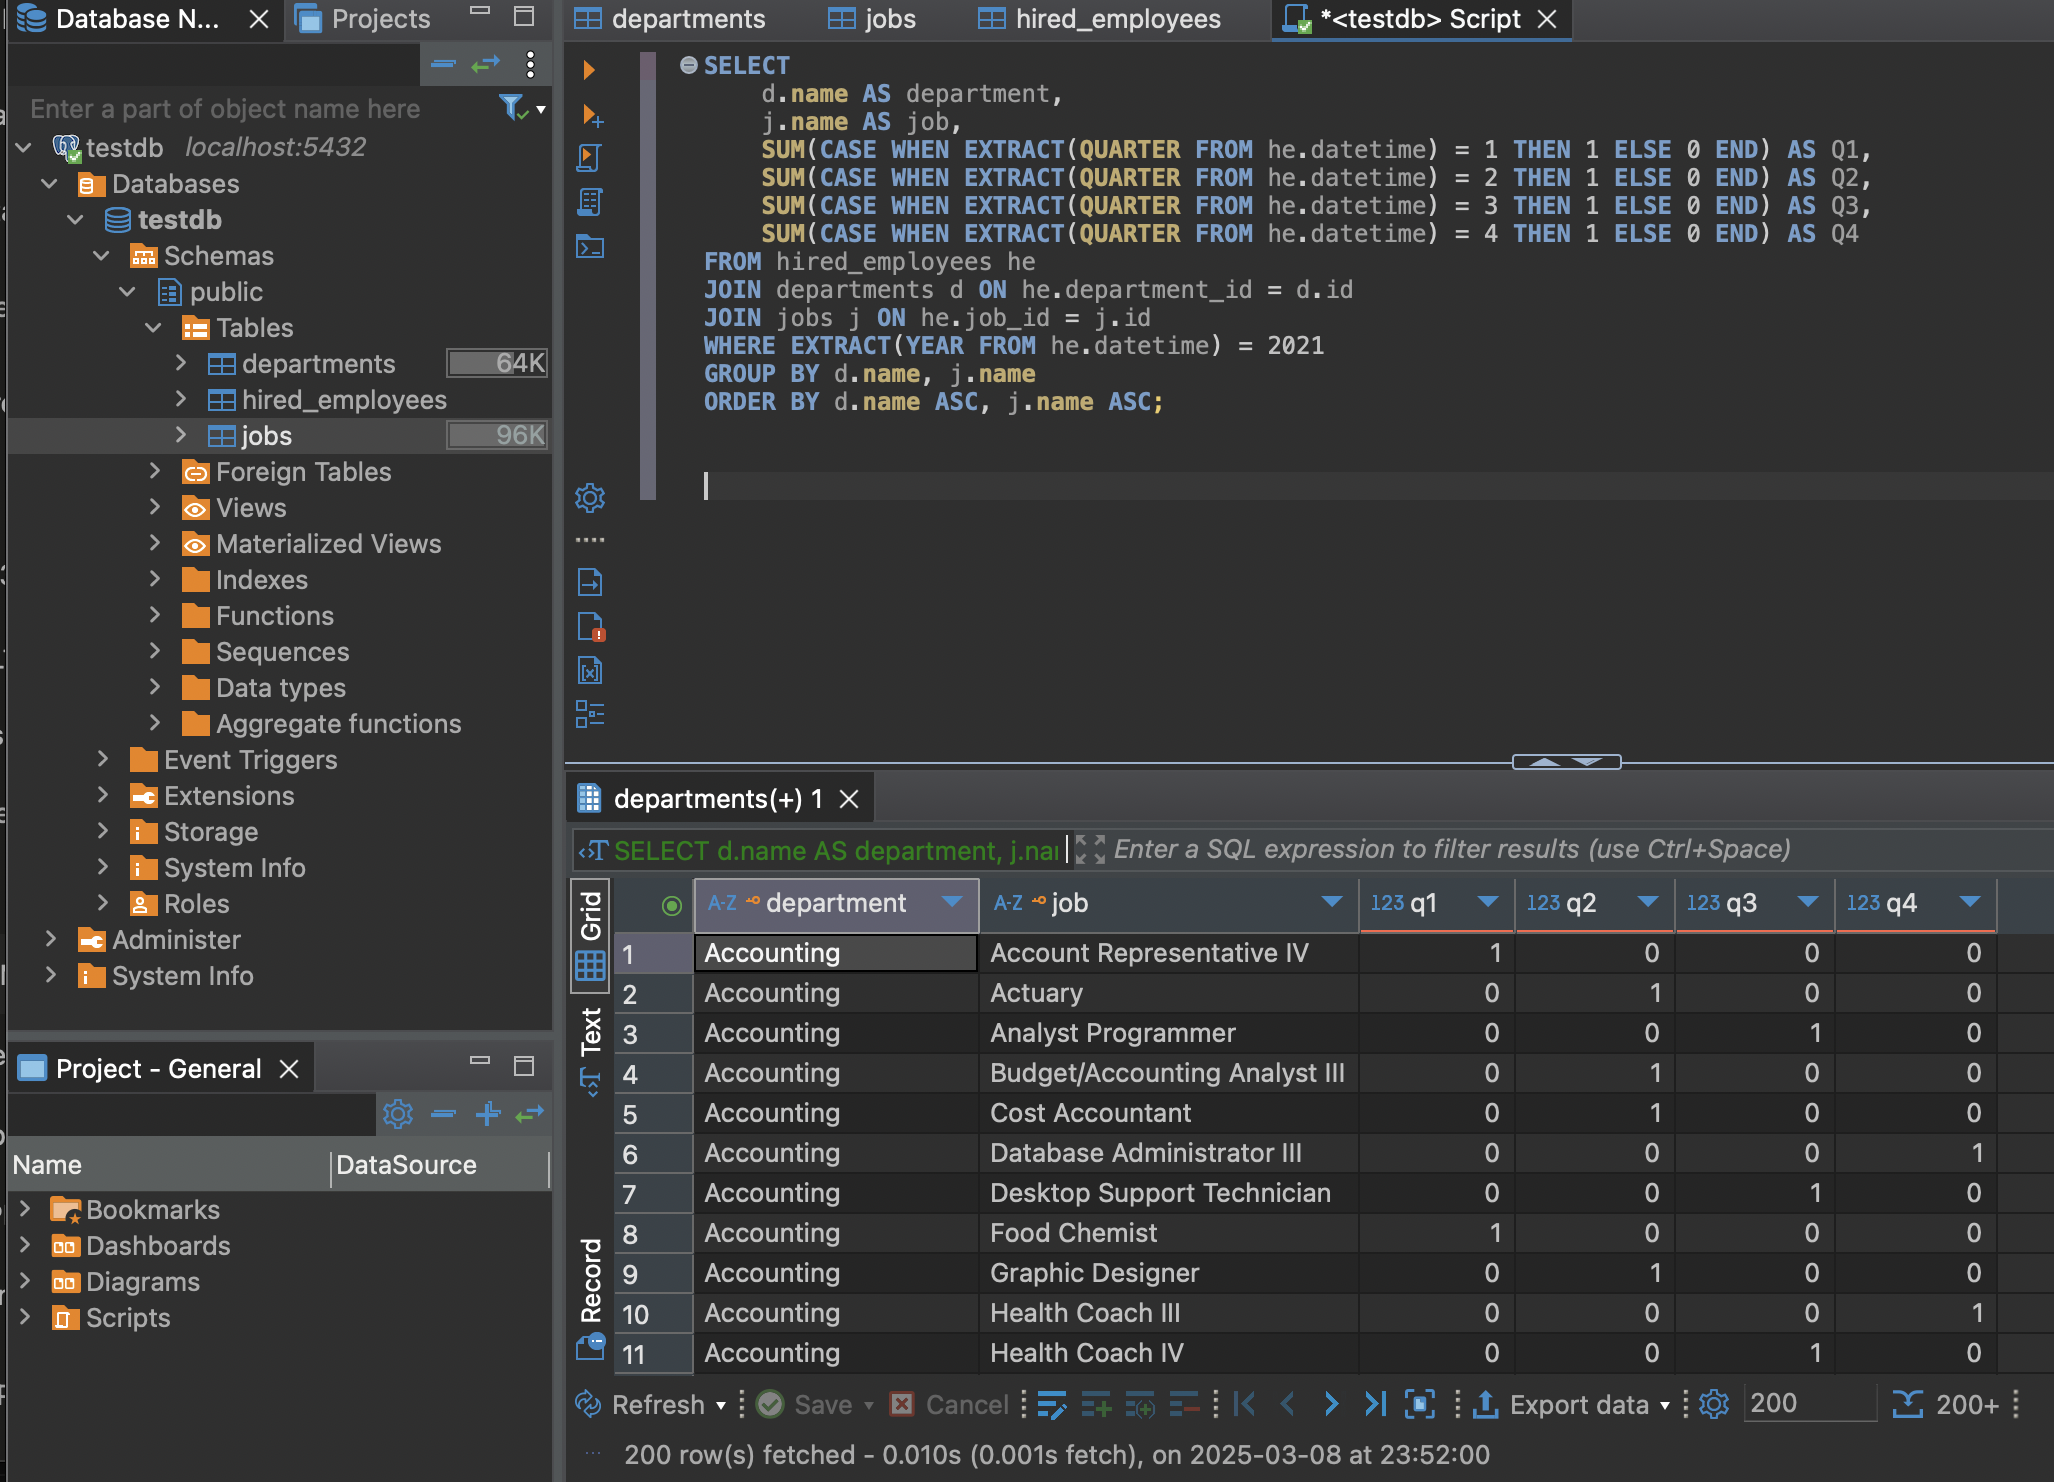 Database N...
Projects
Enter a part of object name here
testdb localhost:5432
Databases
testdb
Schemas
public
Tables
departments 64K
hired_employees
jobs 96K
Foreign Tables
Views
Materialized Views
Indexes
Functions
Sequences
Data types
Aggregate functions
Event Triggers
Extensions
Storage
System Info
Roles
Administer
System Info
Project - General
Name DataSource
Bookmarks
Dashboards
Diagrams
Scripts
departments jobs hired_employees *<testdb> Script
SELECT
d.name AS department,
j.name AS job,
SUM(CASE WHEN EXTRACT(QUARTER FROM he.datetime) = 1 THEN 1 ELSE 0 END) AS Q1,
SUM(CASE WHEN EXTRACT(QUARTER FROM he.datetime) = 2 THEN 1 ELSE 0 END) AS Q2,
SUM(CASE WHEN EXTRACT(QUARTER FROM he.datetime) = 3 THEN 1 ELSE 0 END) AS Q3,
SUM(CASE WHEN EXTRACT(QUARTER FROM he.datetime) = 4 THEN 1 ELSE 0 END) AS Q4
FROM hired_employees he
JOIN departments d ON he.department_id = d.id
JOIN jobs j ON he.job_id = j.id
WHERE EXTRACT(YEAR FROM he.datetime) = 2021
GROUP BY d.name, j.name
ORDER BY d.name ASC, j.name ASC;
departments(+) 1
SELECT d.name AS department, j.nar Enter a SQL expression to filter results (use Ctrl+Space)
Grid
Text
Record
A-Z department A-Z job 123 q1 123 q2 123 q3 123 q4
1 Accounting Account Representative IV 1 0 0 0
2 Accounting Actuary 0 1 0 0
3 Accounting Analyst Programmer 0 0 1 0
4 Accounting Budget/Accounting Analyst III 0 1 0 0
5 Accounting Cost Accountant 0 1 0 0
6 Accounting Database Administrator III 0 0 0 1
7 Accounting Desktop Support Technician 0 0 1 0
8 Accounting Food Chemist 1 0 0 0
9 Accounting Graphic Designer 0 1 0 0
10 Accounting Health Coach III 0 0 0 1
11 Accounting Health Coach IV 0 0 1 0
Refresh Save Cancel Export data 200 200+
200 row(s) fetched - 0.010s (0.001s fetch), on 2025-03-08 at 23:52:00